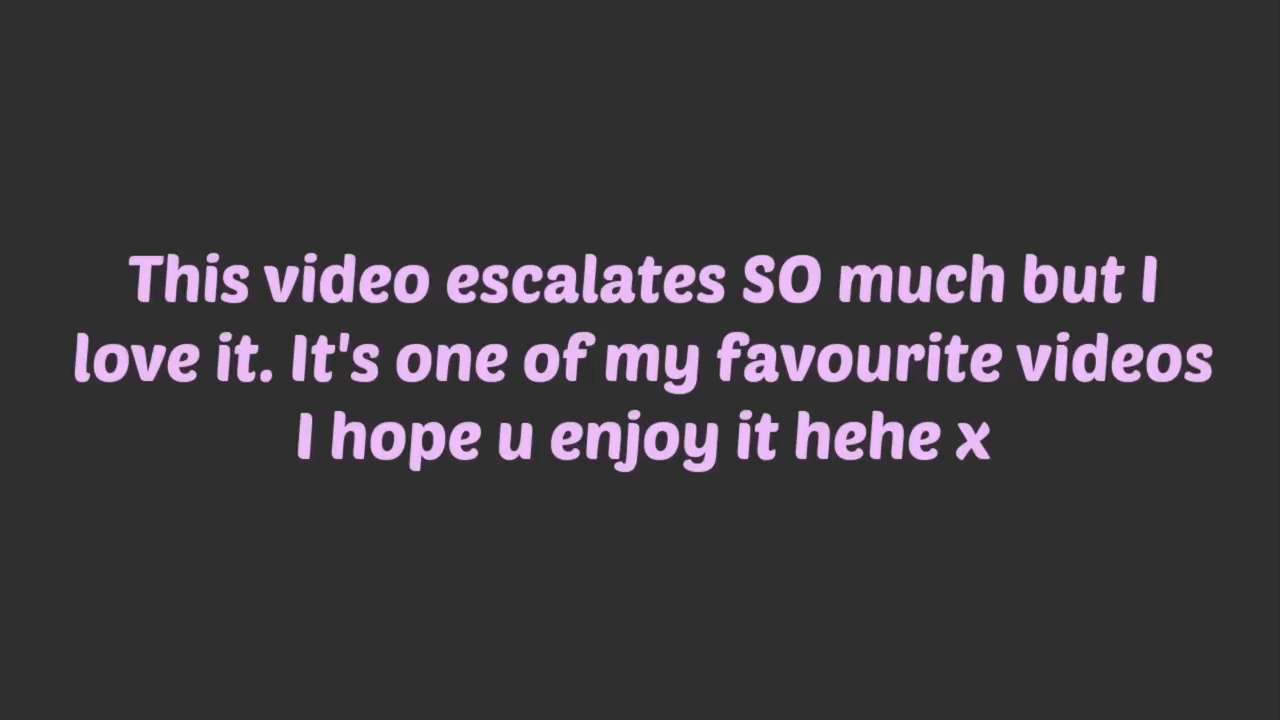 This video escalates SO much but I
love it. It's one of my favourite videos
I hope u enjoy it hehe x